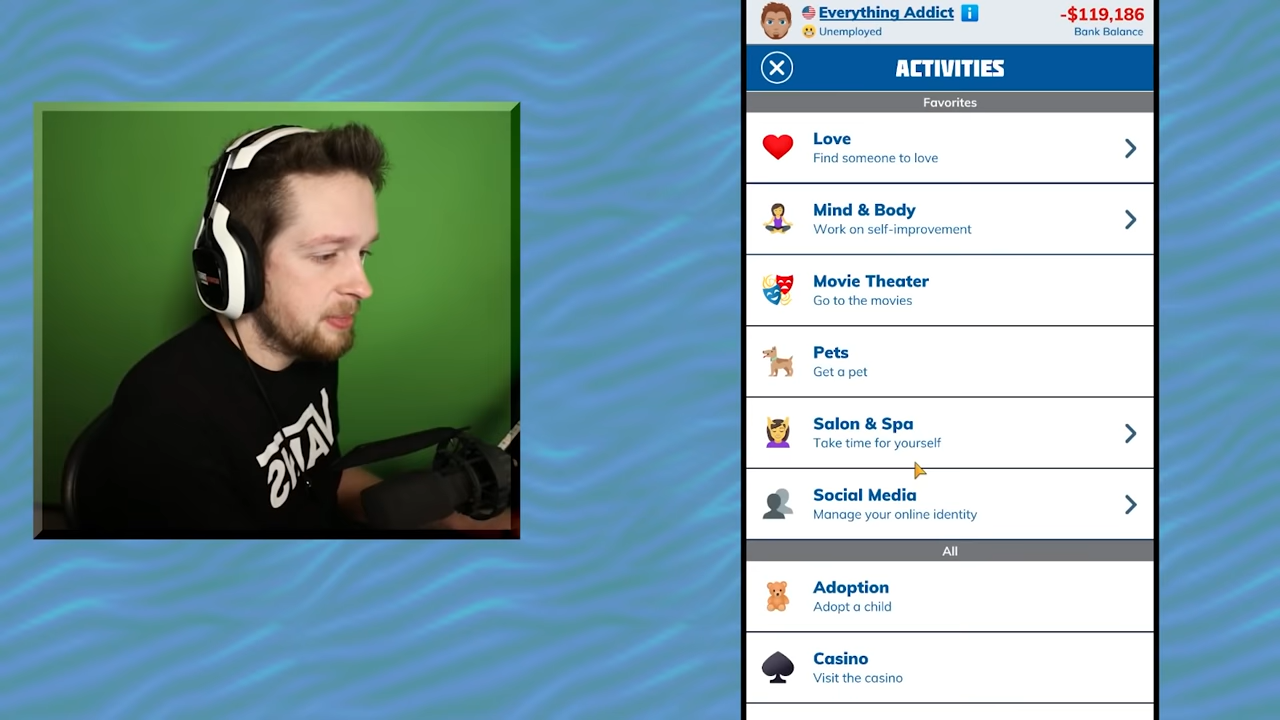 Everything Addict
Unemployed
-$119,186
Bank Balance
ACTIVITIES
Favorites
Love
Find someone to love
Mind & Body
Work on self-improvement
Movie Theater
Go to the movies
Pets
Get a pet
Salon & Spa
Take time for yourself
Social Media
Manage your online identity
All
Adoption
Adopt a child
Casino
Visit the casino
VANS